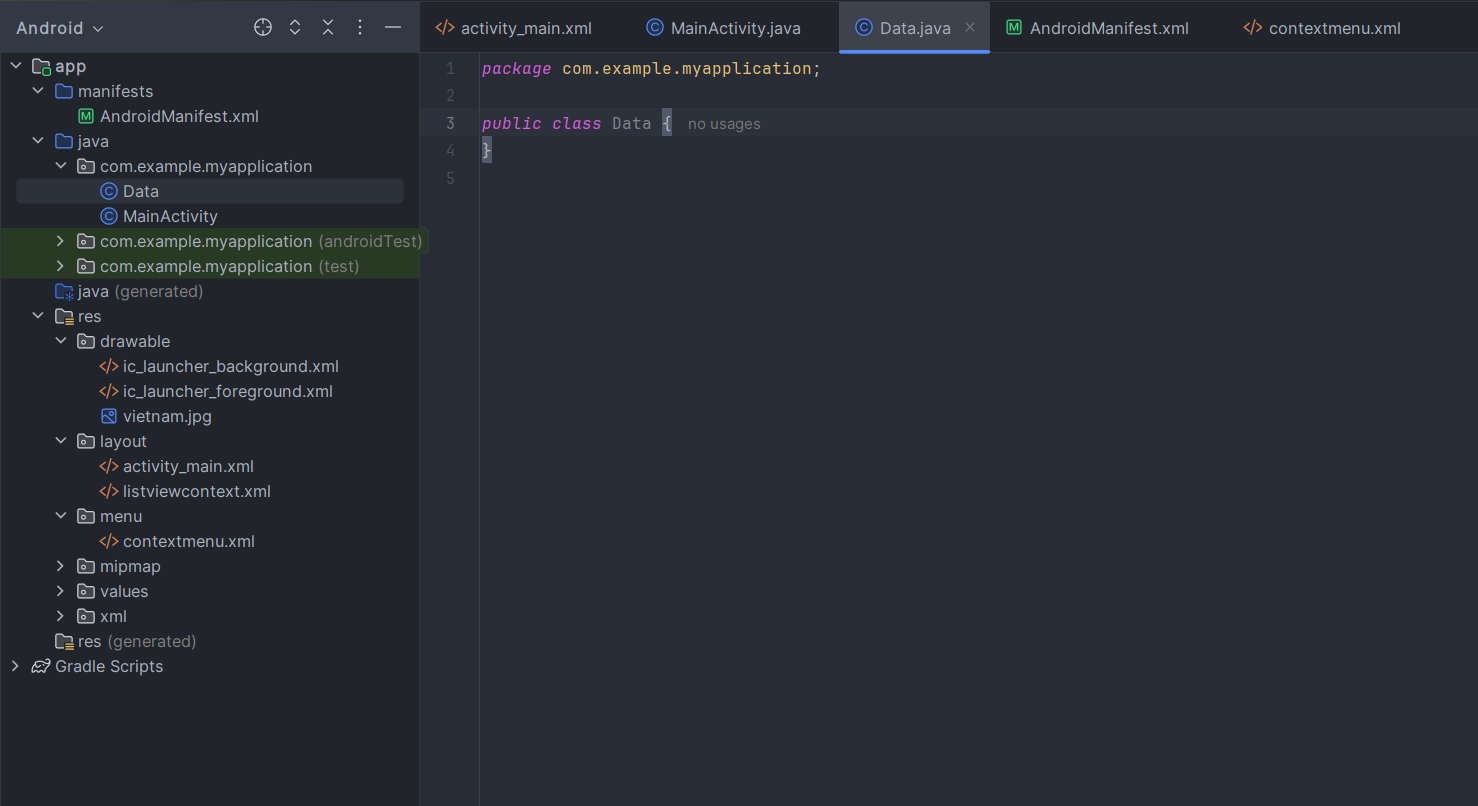 Android
app
manifests
AndroidManifest.xml
java
com.example.myapplication
Data
MainActivity
com.example.myapplication (androidTest)
com.example.myapplication (test)
java (generated)
res
drawable
ic_launcher_background.xml
ic_launcher_foreground.xml
vietnam.jpg
layout
activity_main.xml
listviewcontext.xml
menu
contextmenu.xml
mipmap
values
xml
res (generated)
Gradle Scripts
activity_main.xml MainActivity.java Data.java AndroidManifest.xml contextmenu.xml
1 package com.example.myapplication;
2
3 public class Data { no usages
4 }
5